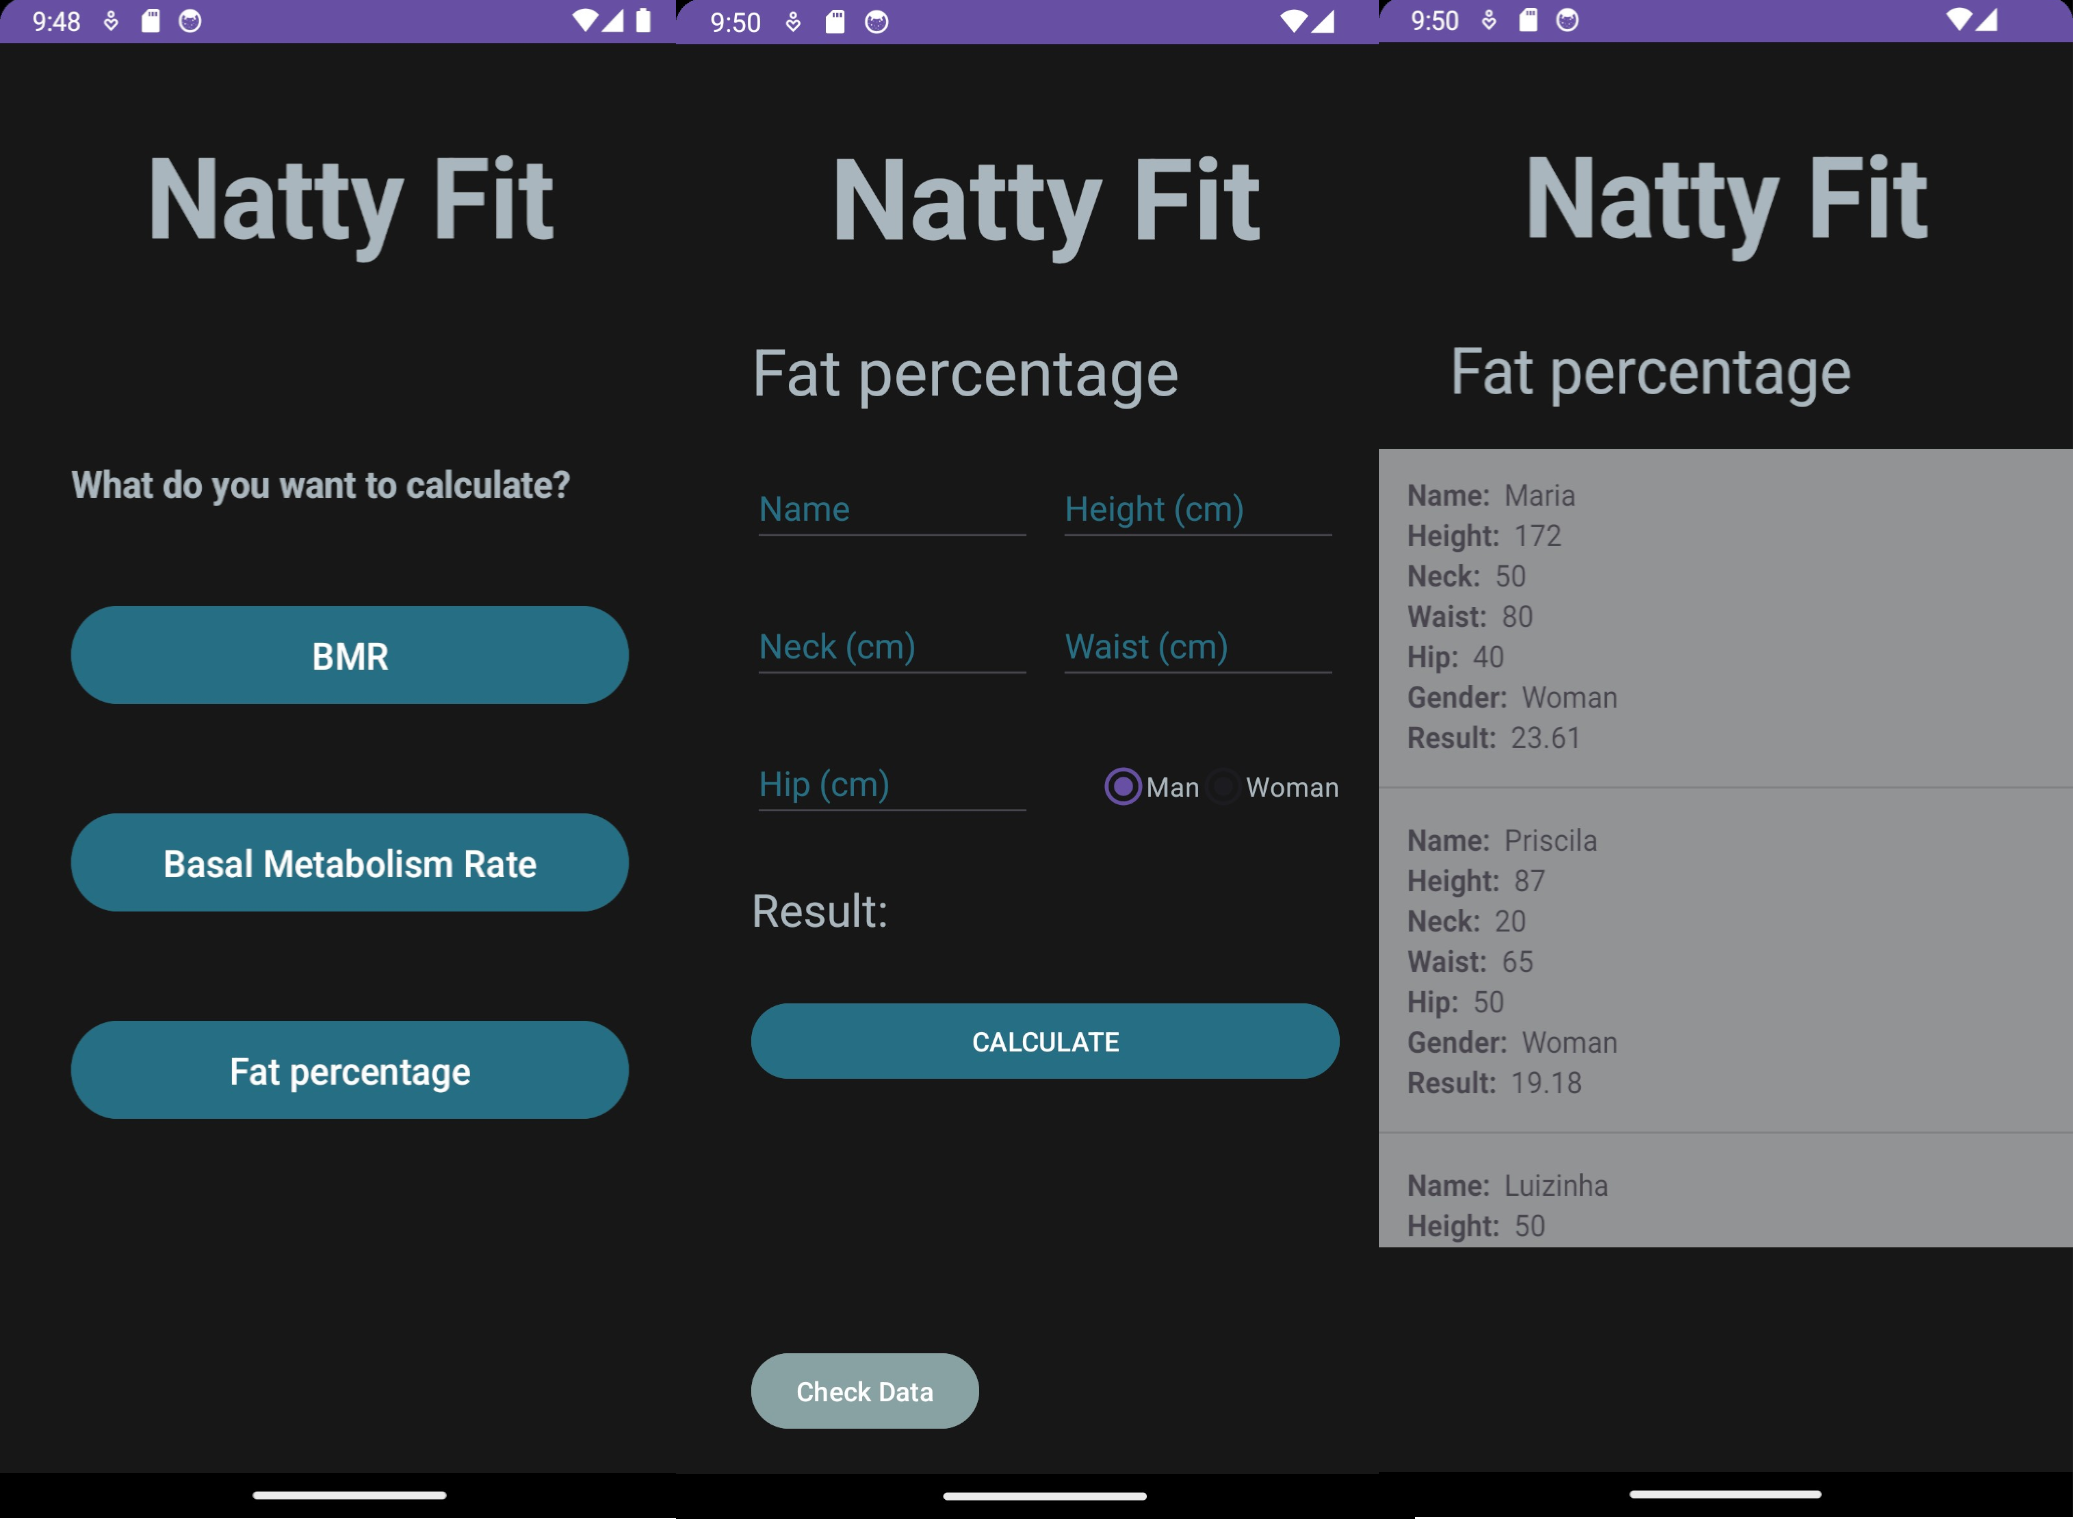 9:48
Natty Fit
What do you want to calculate?
BMR
Basal Metabolism Rate
Fat percentage
9:50
Natty Fit
Fat percentage
Name
Height (cm)
Neck (cm)
Waist (cm)
Hip (cm)
Man
Woman
Result:
CALCULATE
Check Data
9:50
Natty Fit
Fat percentage
Name: Maria
Height: 172
Neck: 50
Waist: 80
Hip: 40
Gender: Woman
Result: 23.61
Name: Priscila
Height: 87
Neck: 20
Waist: 65
Hip: 50
Gender: Woman
Result: 19.18
Name: Luizinha
Height: 50